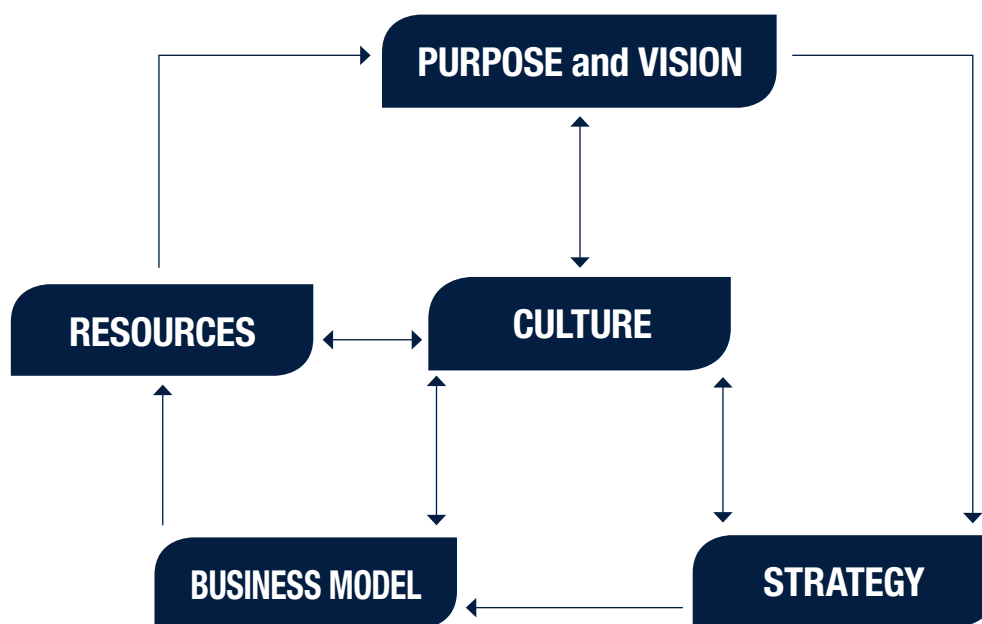 PURPOSE and VISION
RESOURCES
CULTURE
BUSINESS MODEL
STRATEGY